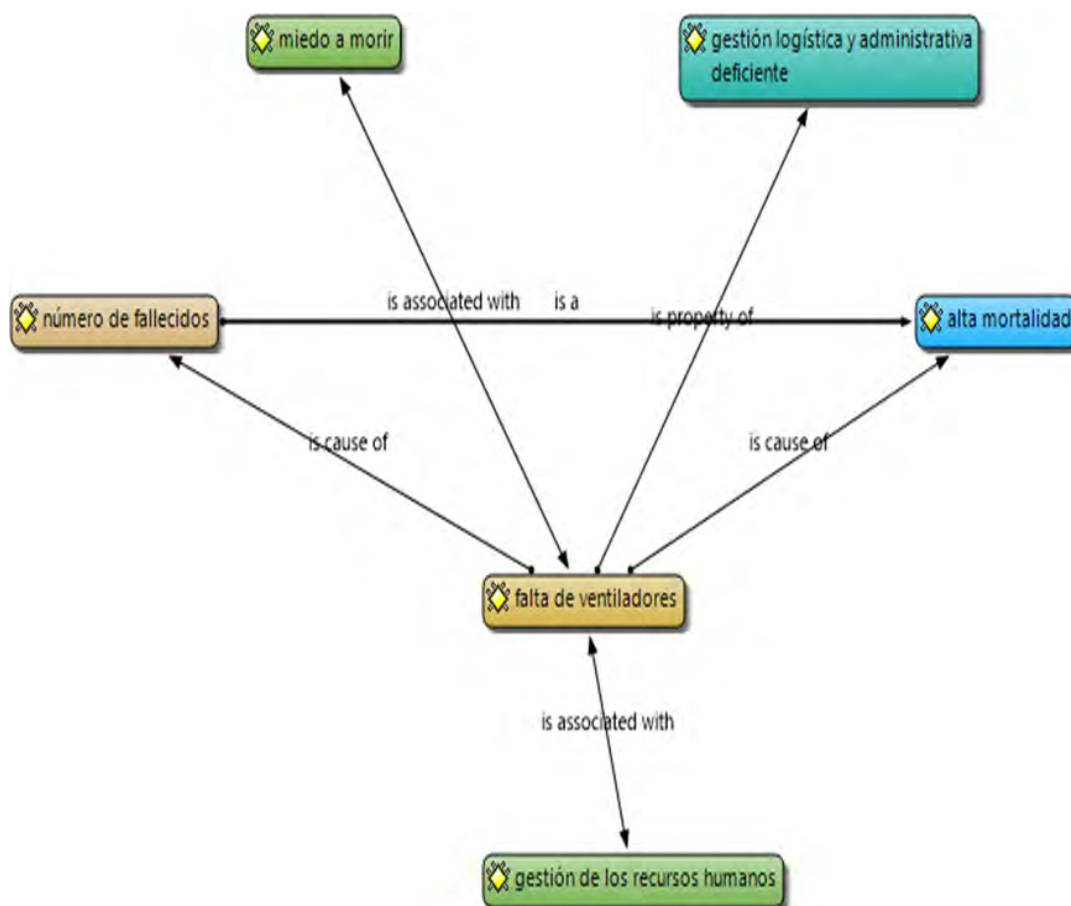 miedo a morir
gestión logística y administrativa
deficiente
número de fallecidos
is associated with
is a
is property of
alta mortalidad
is cause of
is cause of
falta de ventiladores
is associated with
gestión de los recursos humanos